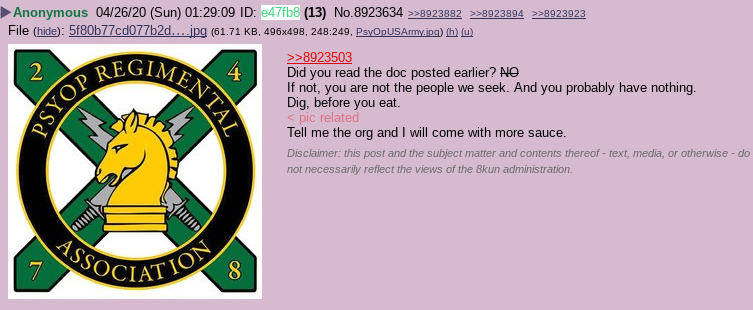 ▶Anonymous 04/26/20 (Sun) 01:29:09 ID: e47fb8 (13) No.8923634 >>8923882 >>8923894 >>8923923
File (hide): 5f80b77cd077b2d….jpg (61.71 KB, 496x498, 248:249, PsyOpUSArmy.jpg) (h) (u)
>>8923503
Did you read the doc posted earlier? NO
If not, you are not the people we seek. And you probably have nothing.
Dig, before you eat.
< pic related
Tell me the org and I will come with more sauce.
Disclaimer: this post and the subject matter and contents thereof - text, media, or otherwise - do
not necessarily reflect the views of the 8kun administration.
2 4
PSYOP REGIMENTAL
ASSOCIATION
7 8